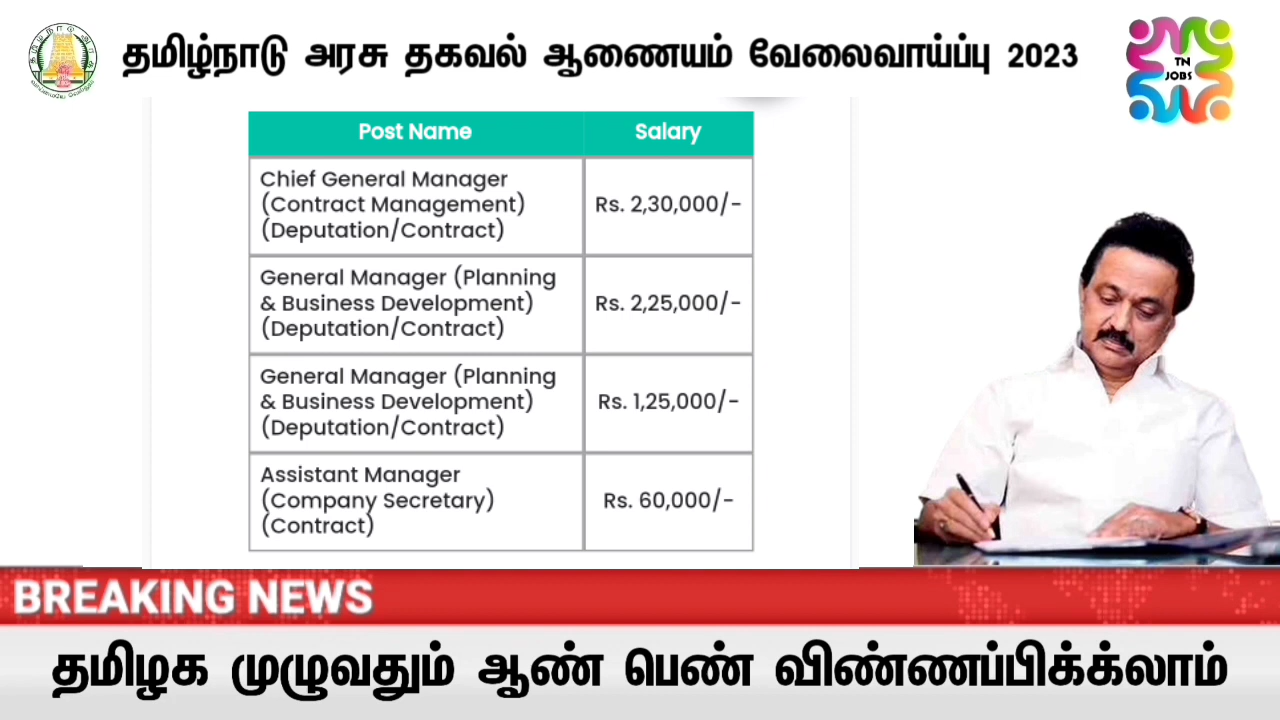 தமிழ்நாடு அரசு தகவல் ஆணையம் வேலைவாய்ப்பு 2023
TN
JOBS
Post Name
Salary
Chief General Manager
(Contract Management)
(Deputation/Contract)
Rs. 2,30,000/-
General Manager (Planning
& Business Development)
(Deputation/Contract)
Rs. 2,25,000/-
General Manager (Planning
& Business Development)
(Deputation/Contract)
Rs. 1,25,000/-
Assistant Manager
(Company Secretary)
(Contract)
Rs. 60,000/-
BREAKING NEWS
தமிழக முழுவதும் ஆண் பெண் விண்ணப்பிக்க்லாம்